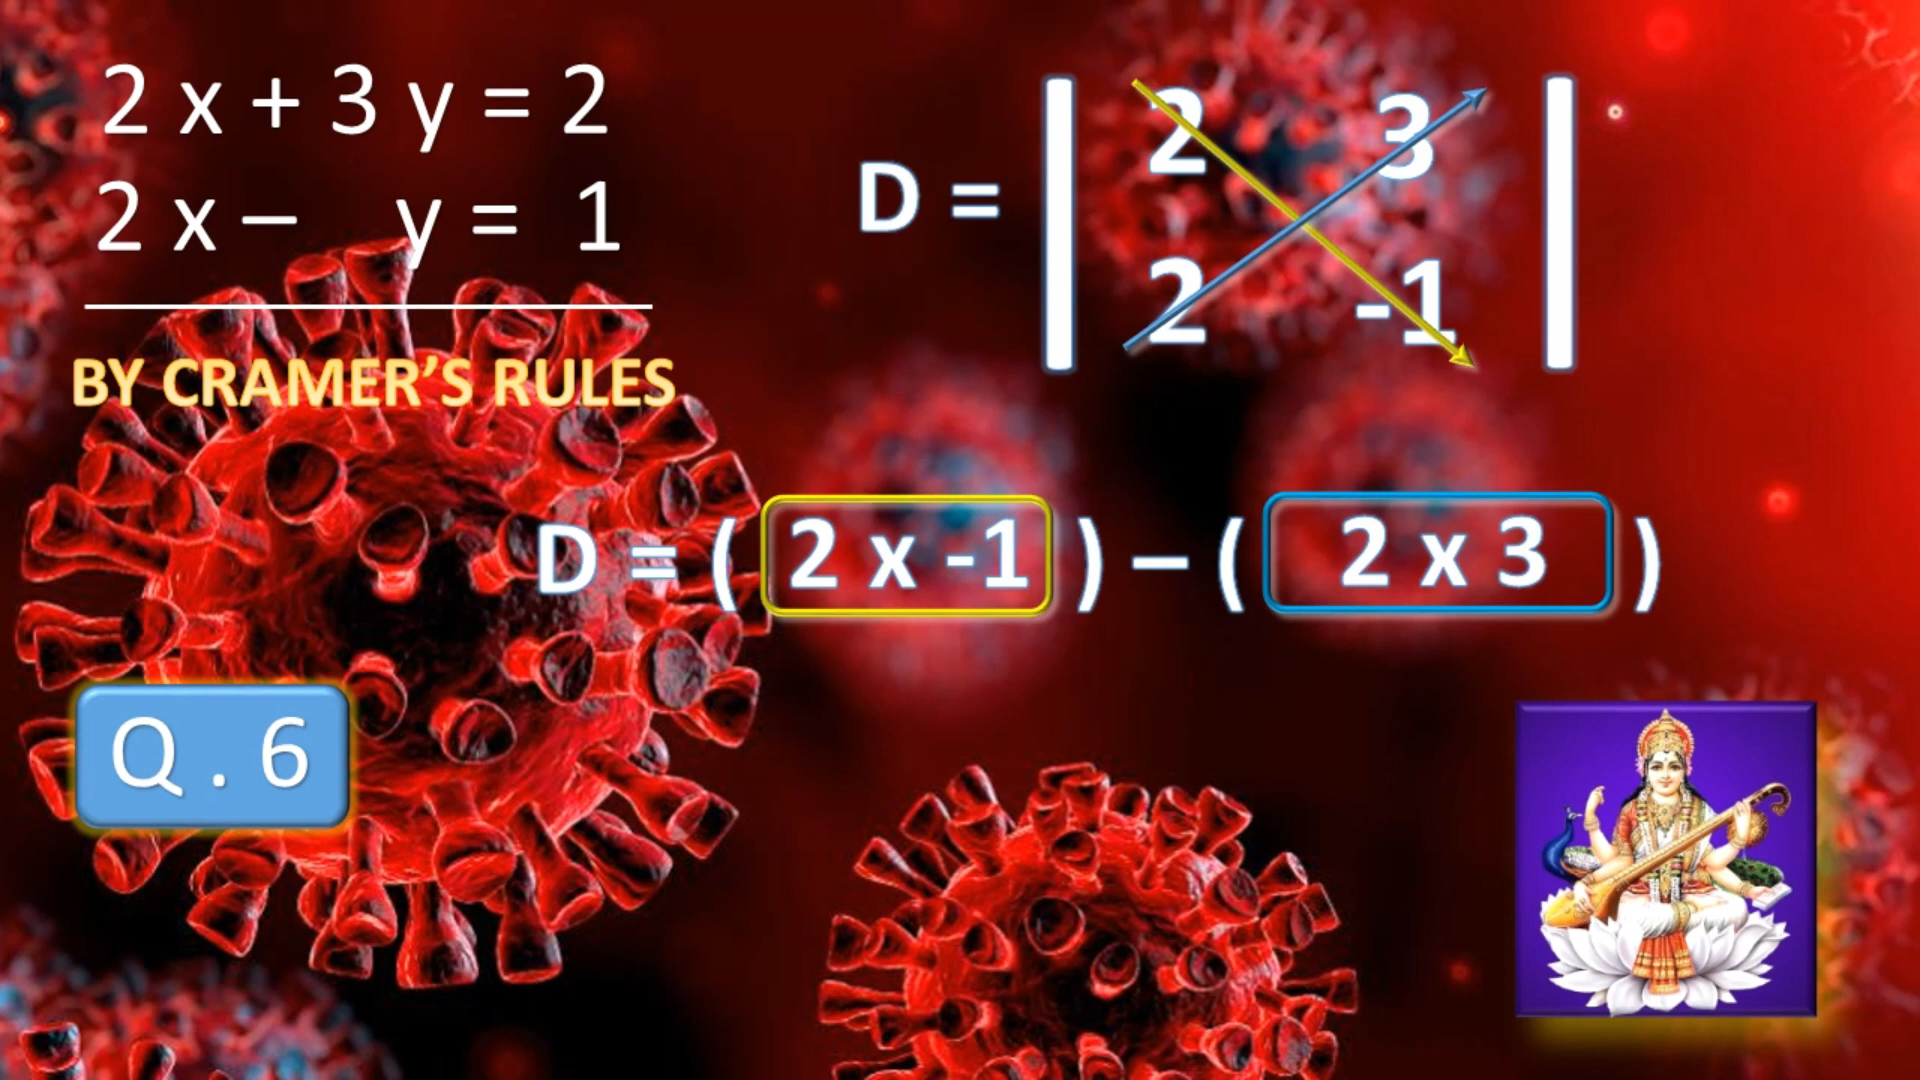 2 x + 3 y = 2
2 x – y = 1
BY CRAMER’S RULES
D = | 2 3 |
| 2 -1 |
D = ( 2 x -1 ) – ( 2 x 3 )
Q . 6